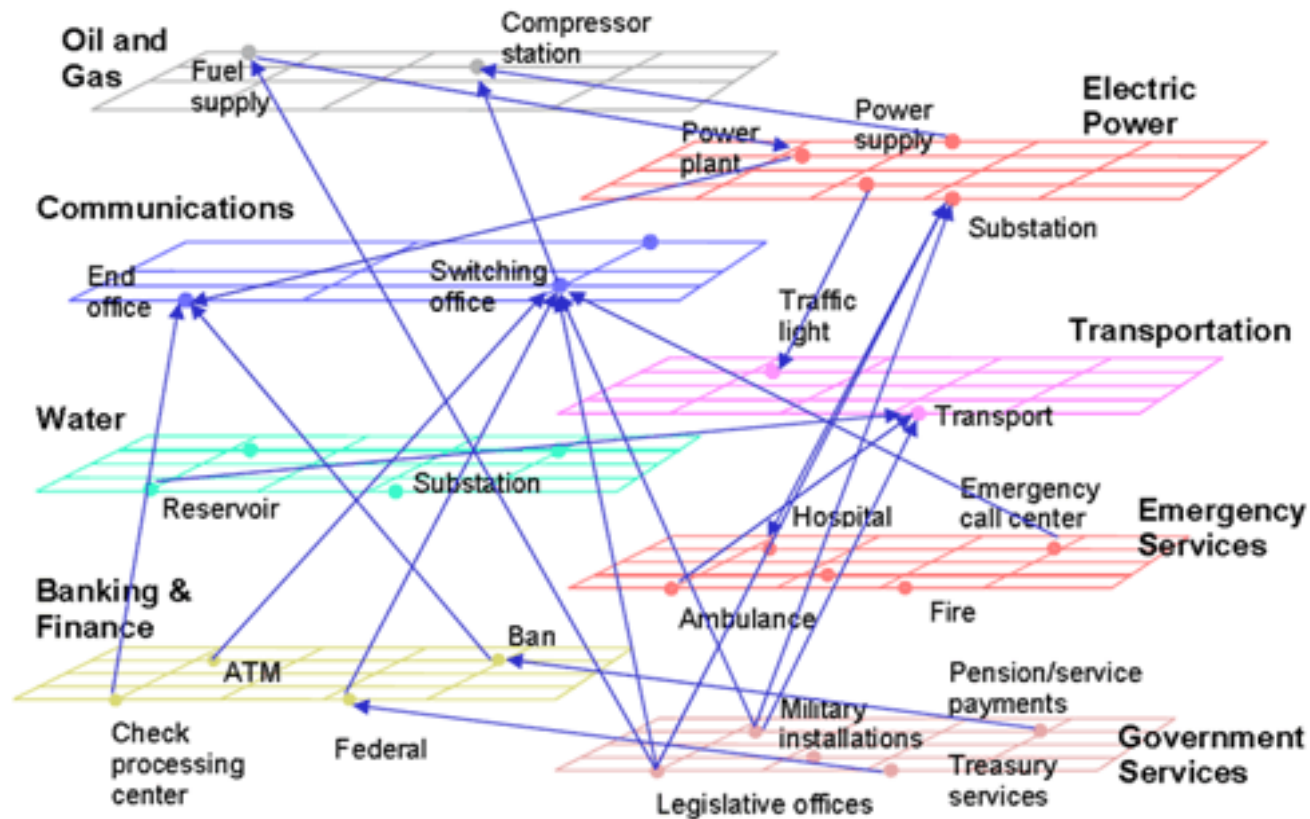 Oil and
Gas
Fuel
supply
Compressor
station
Electric
Power
Power
plant
Power
supply
Substation
Communications
End
office
Switching
office
Traffic
light
Transportation
Transport
Water
Reservoir
Substation
Hospital
Emergency
call center
Emergency
Services
Ambulance
Fire
Banking &
Finance
ATM
Ban
Check
processing
center
Federal
Pension/service
payments
Military
installations
Government
Services
Legislative offices
Treasury
services